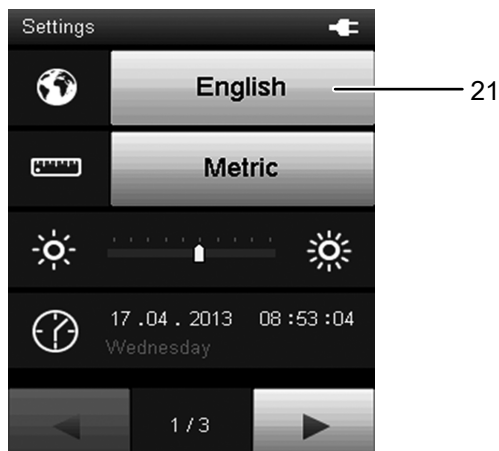 Settings
English
21
Metric
17 .04 . 2013 08 :53 :04
Wednesday
1 / 3